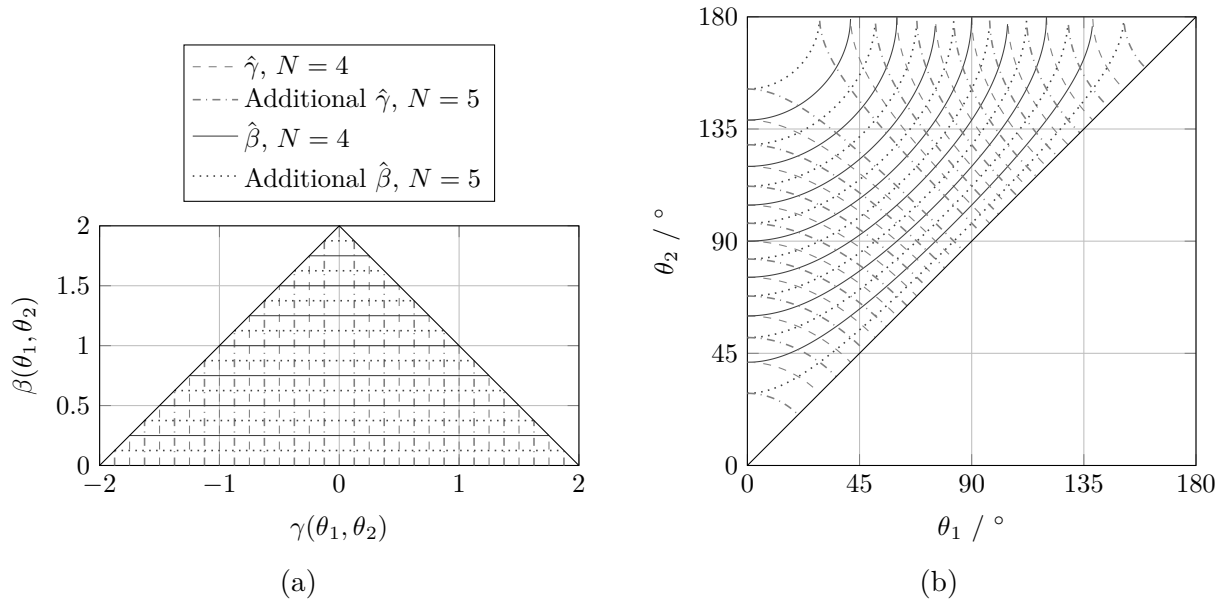 γ̂, N = 4
Additional γ̂, N = 5
β̂, N = 4
Additional β̂, N = 5
2
1.5
1
0.5
0
β(θ₁, θ₂)
−2
−1
0
1
2
γ(θ₁, θ₂)
(a)
180
135
90
45
0
θ₂ / °
0
45
90
135
180
θ₁ / °
(b)